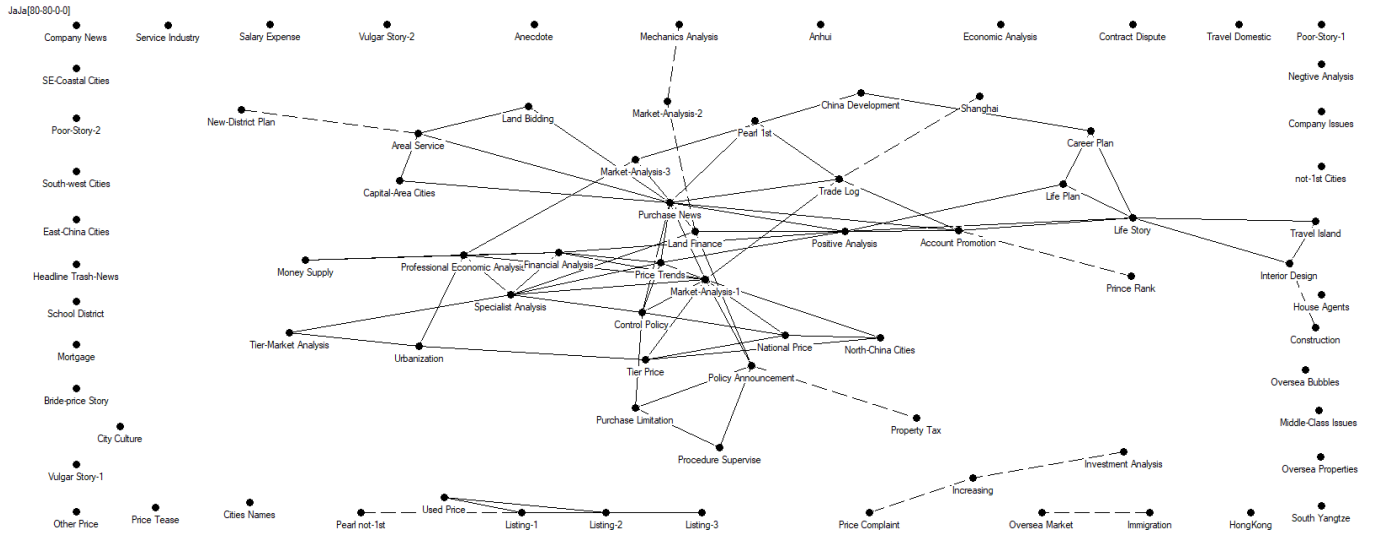 JaJa[80-80-0-0]
Company News
Service Industry
Salary Expense
Vulgar Story-2
Anecdote
Mechanics Analysis
Anhui
Economic Analysis
Contract Dispute
Travel Domestic
Poor-Story-1
SE-Coastal Cities
Negtive Analysis
New-District Plan
Land Bidding
Market-Analysis-2
China Development
Shanghai
Poor-Story-2
Areal Service
Pearl 1st
Career Plan
Company Issues
South-west Cities
Capital-Area Cities
Market-Analysis-3
Trade Log
Life Plan
not-1st Cities
East-China Cities
Purchase News
Land Finance
Positive Analysis
Account Promotion
Life Story
Travel Island
Headline Trash-News
Money Supply
Professional Economic Analysis
Financial Analysis
Price Trends
Market-Analysis-1
Prince Rank
Interior Design
School District
Specialist Analysis
Control Policy
House Agents
Mortgage
Tier-Market Analysis
Urbanization
Tier Price
National Price
North-China Cities
Construction
Policy Announcement
Oversea Bubbles
Bride-price Story
Purchase Limitation
Property Tax
Middle-Class Issues
City Culture
Procedure Supervise
Vulgar Story-1
Investment Analysis
Oversea Properties
Increasing
Other Price
Price Tease
Cities Names
Pearl not-1st
Used Price
Listing-1
Listing-2
Listing-3
Price Complaint
Oversea Market
Immigration
HongKong
South Yangtze